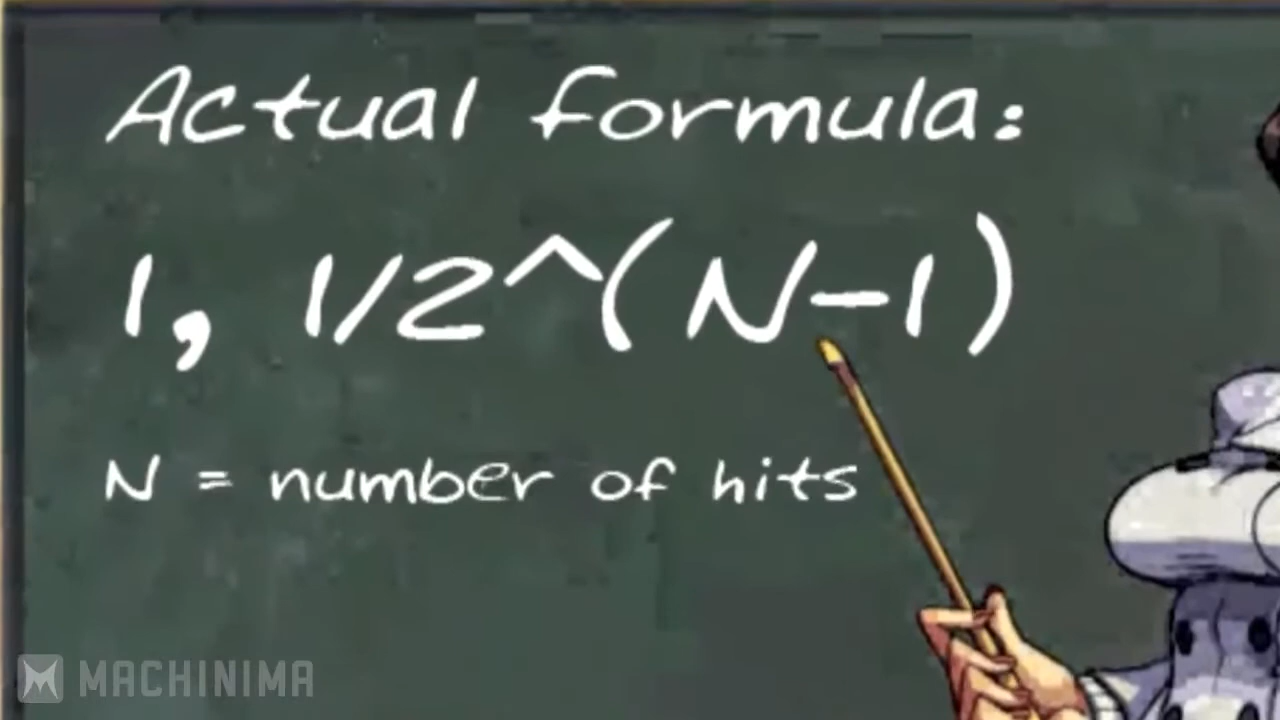 Actual formula:
1, 1/2^(N-1)
N = number of hits
MACHINIMA